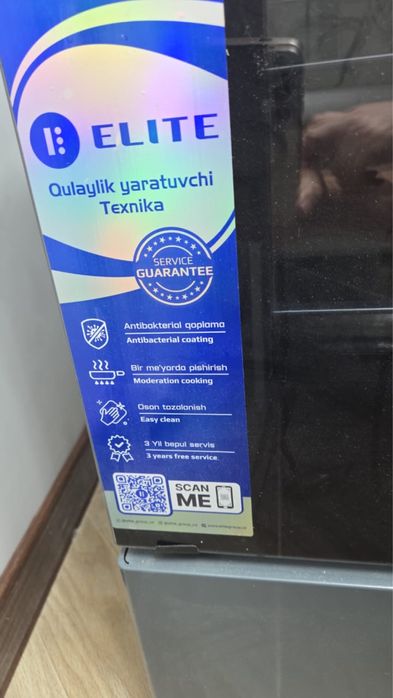 ELITE
Qulaylik yaratuvchi
Texnika
SERVICE
GUARANTEE
Antibakterial qoplama
Antibacterial coating
Bir me'yorda pishirish
Moderation cooking
Oson tozalanish
Easy clean
3 Yil bepul servis
3 years free service.
SCAN
ME